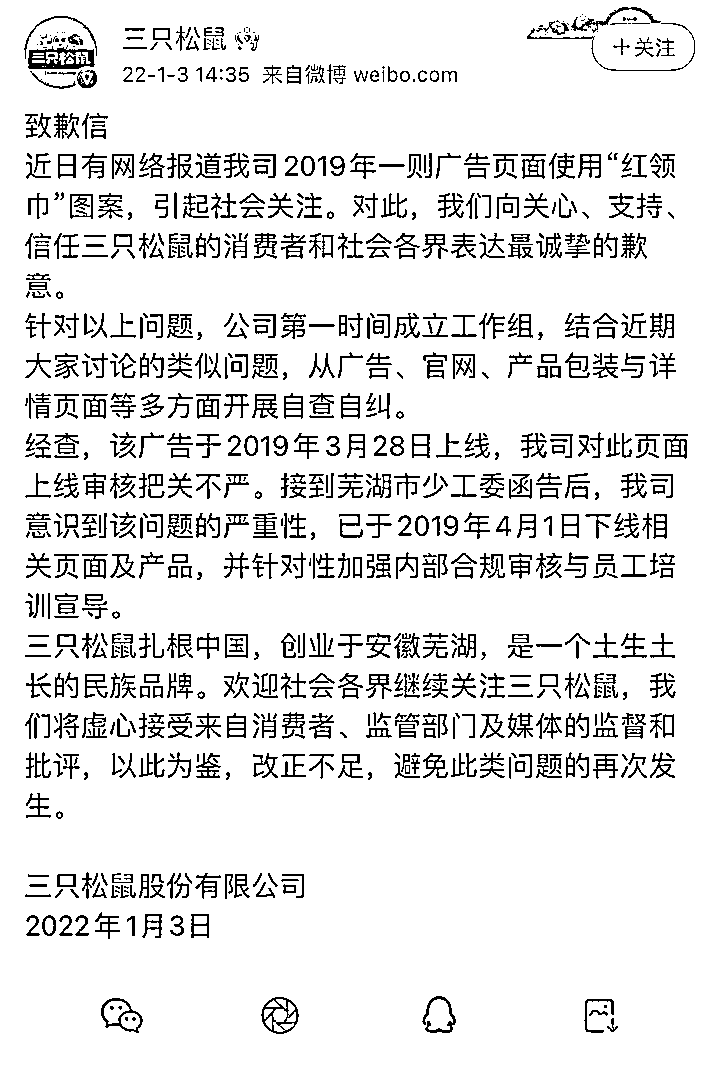 三只松鼠
三只松鼠
22-1-3 14:35 来自微博 weibo.com
+关注
致歉信
近日有网络报道我司2019年一则广告页面使用“红领
巾”图案，引起社会关注。对此，我们向关心、支持、
信任三只松鼠的消费者和社会各界表达最诚挚的歉
意。
针对以上问题，公司第一时间成立工作组，结合近期
大家讨论的类似问题，从广告、官网、产品包装与详
情页面等多方面开展自查自纠。
经查，该广告于2019年3月28日上线，我司对此页面
上线审核把关不严。接到芜湖市少工委函告后，我司
意识到该问题的严重性，已于2019年4月1日下线相
关页面及产品，并针对性加强内部合规审核与员工培
训宣导。
三只松鼠扎根中国，创业于安徽芜湖，是一个土生土
长的民族品牌。欢迎社会各界继续关注三只松鼠，我
们将虚心接受来自消费者、监管部门及媒体的监督和
批评，以此为鉴，改正不足，避免此类问题的再次发
生。
三只松鼠股份有限公司
2022年1月3日